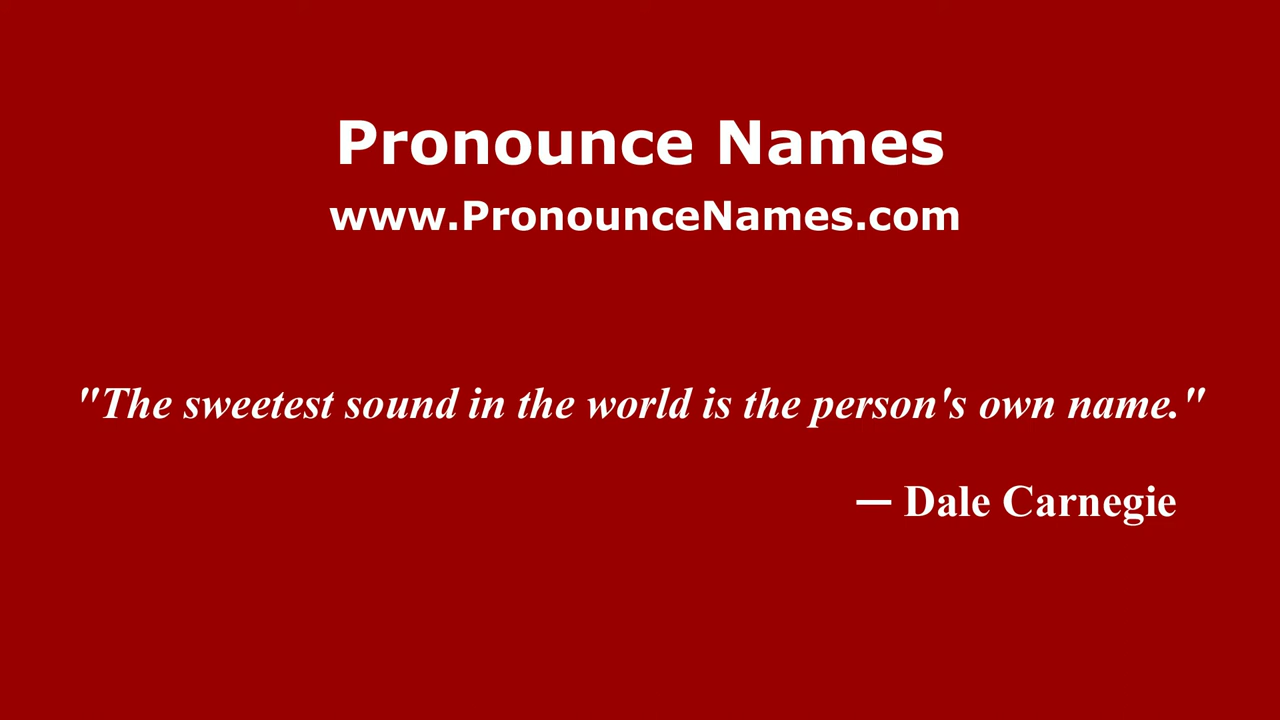 Pronounce Names
www.PronounceNames.com
"The sweetest sound in the world is the person's own name."
— Dale Carnegie